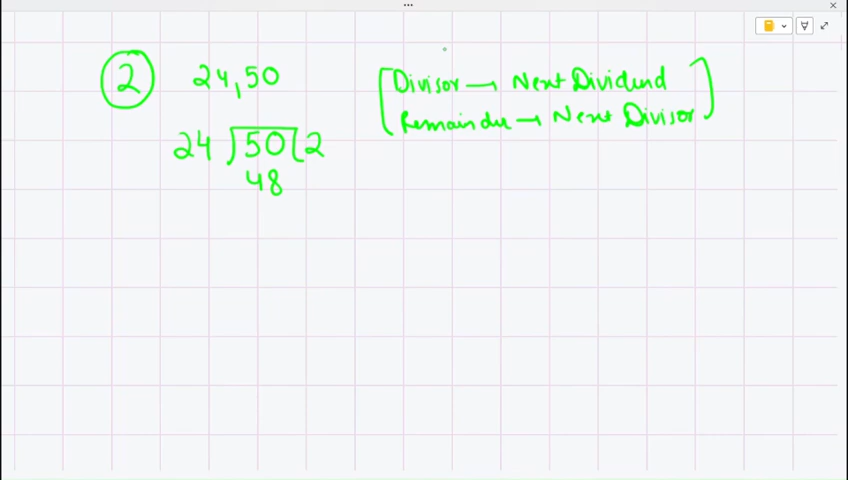 2 24,50
[Divisor → Next Dividend
Remainder → Next Divisor]
24)50(2
48